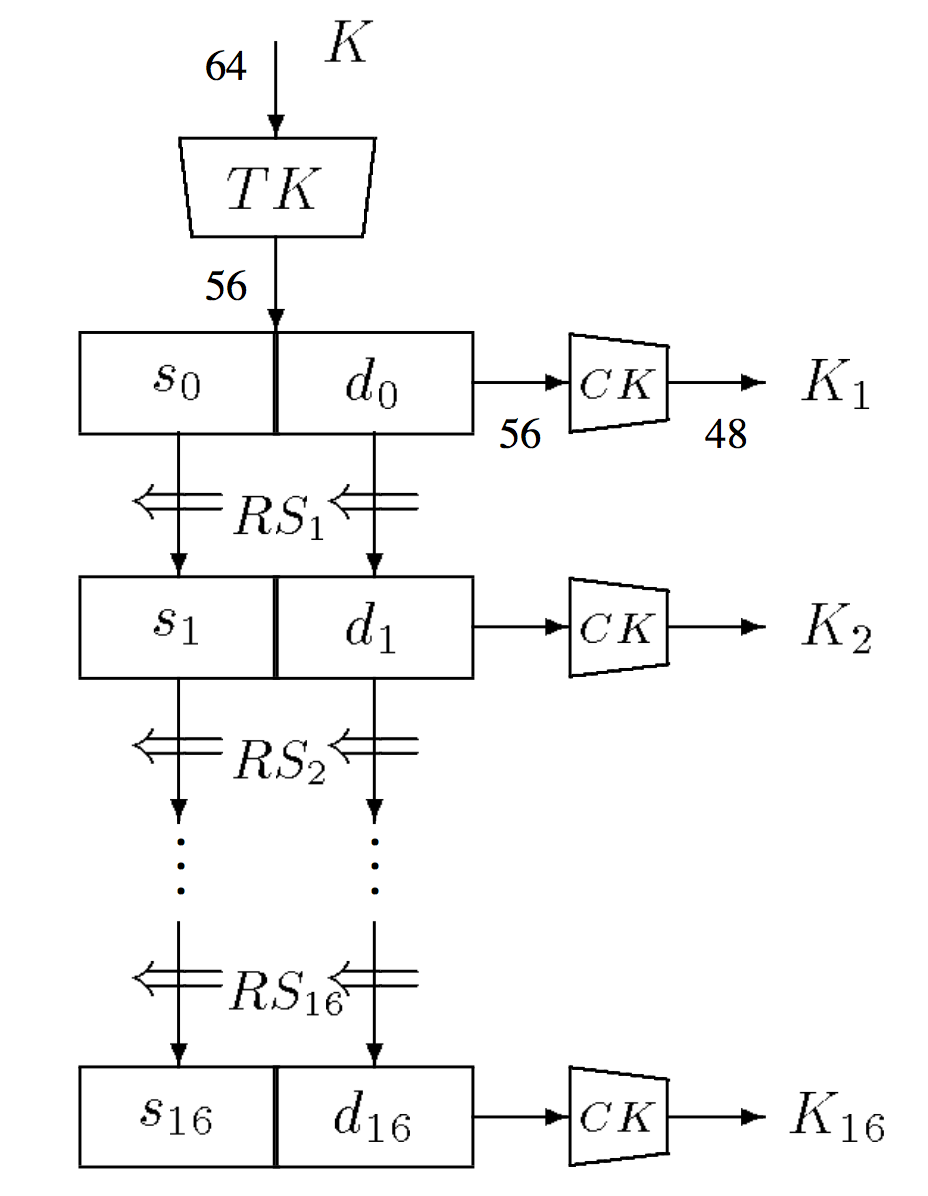 64 K
TK
56
s₀ d₀ CK K₁
56 48
RS₁
s₁ d₁ CK K₂
RS₂
⋮ ⋮
RS₁₆
s₁₆ d₁₆ CK K₁₆